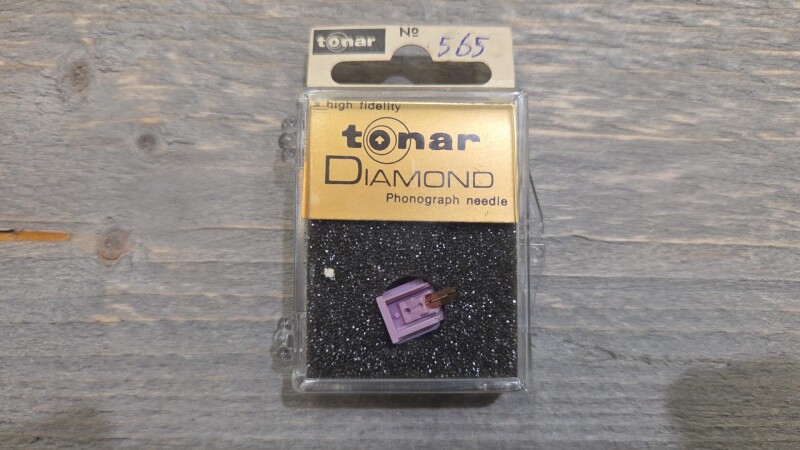 tonar
Nº 565
a high fidelity
tonar
DIAMOND
Phonograph needle